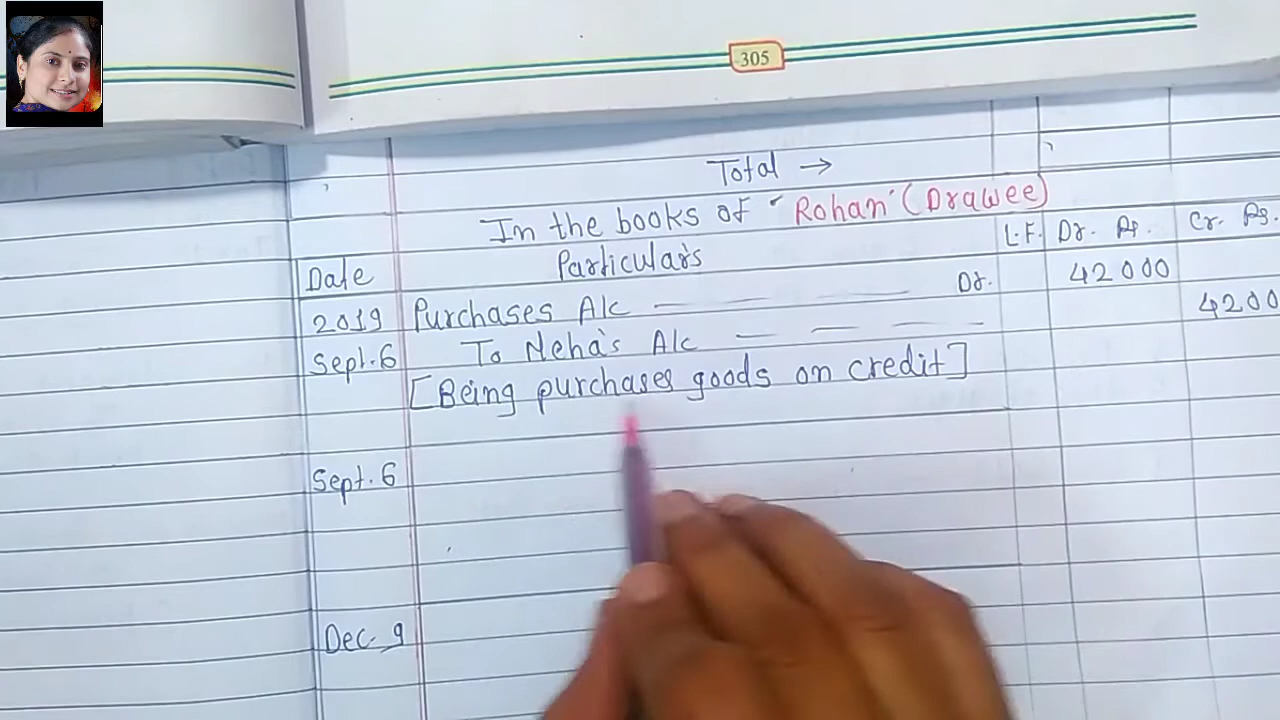 305
Total →
In the books of "Rohan" (Drawee)
Date Particulars L.F. Dr. Rs. Cr. Rs.
2019 Purchases A/c Dr. 42000
Sept. 6 To Neha's A/c 4200
[Being purchases goods on credit]
Sept. 6
Dec. 9